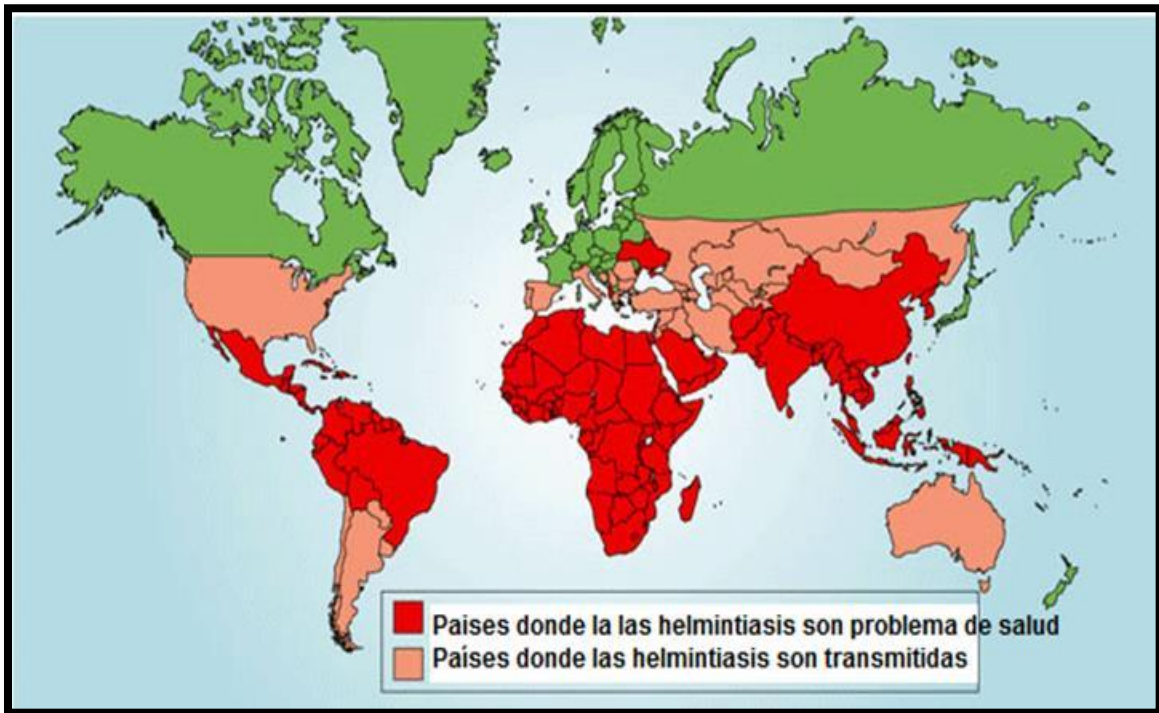 Paises donde la las helmintiasis son problema de salud
Países donde las helmintiasis son transmitidas